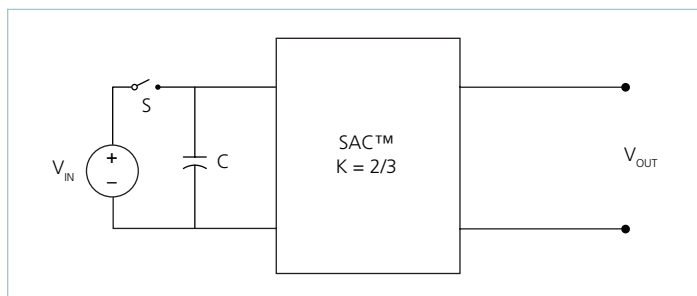 S
SAC™
K = 2/3
V_IN
+
−
C
V_OUT